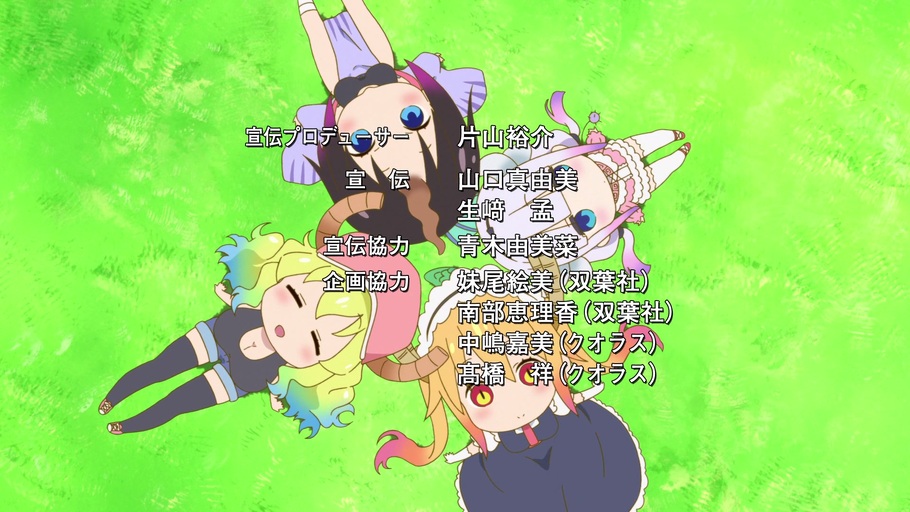 宣伝プロデューサー 片山裕介
宣 伝 山口真由美
生﨑 孟
宣伝協力 青木由美菜
企画協力 妹尾絵美(双葉社)
南部恵理香(双葉社)
中嶋嘉美(クオラス)
髙橋 祥(クオラス)